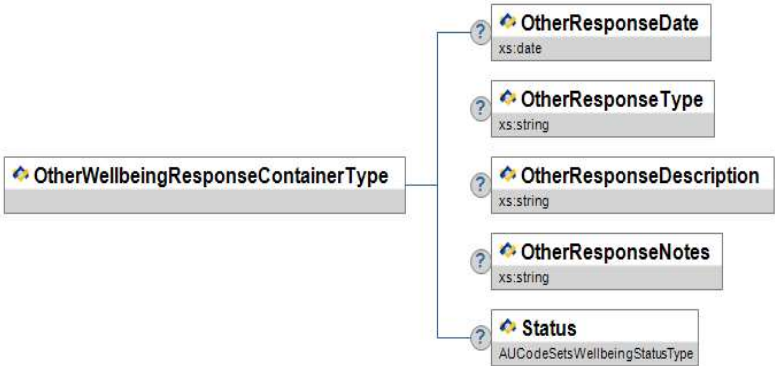 OtherResponseDate
xs:date
OtherResponseType
xs:string
OtherWellbeingResponseContainerType
OtherResponseDescription
xs:string
OtherResponseNotes
xs:string
Status
AUCodeSetsWellbeingStatusType
?
?
?
?
?